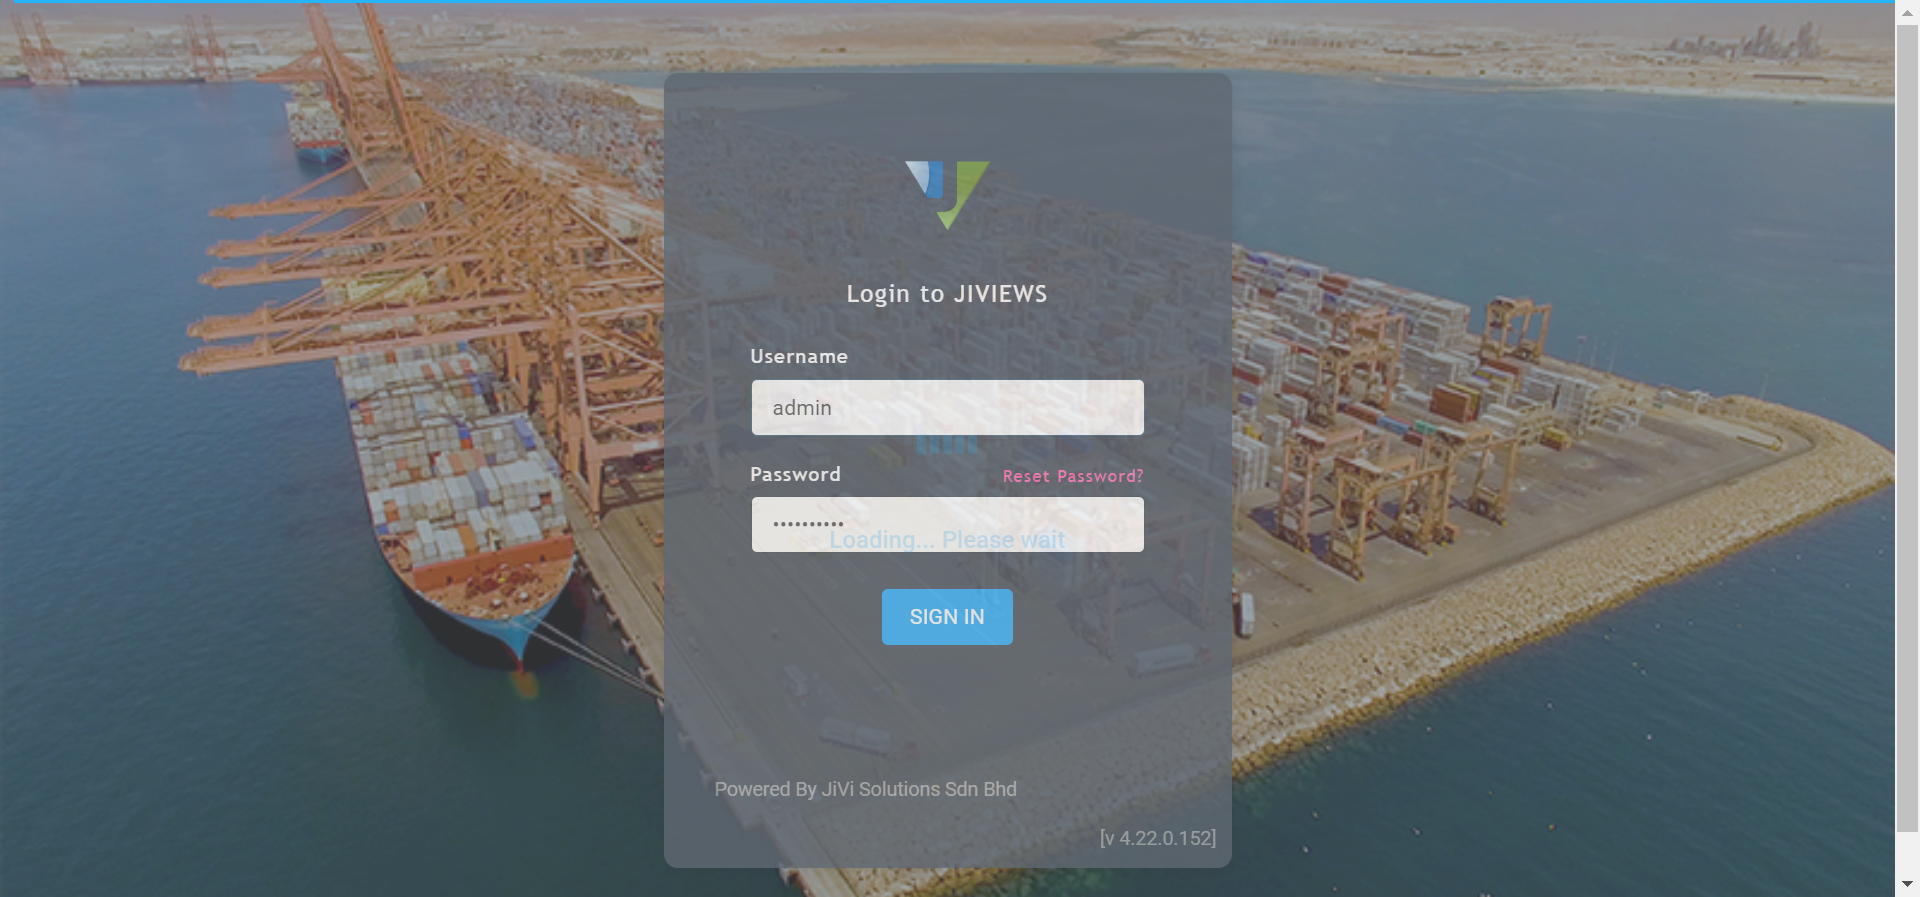 Login to JIVIEWS
Username
admin
Password
Reset Password?
••••••••••
Loading... Please wait
SIGN IN
Powered By JiVi Solutions Sdn Bhd
[v 4.22.0.152]